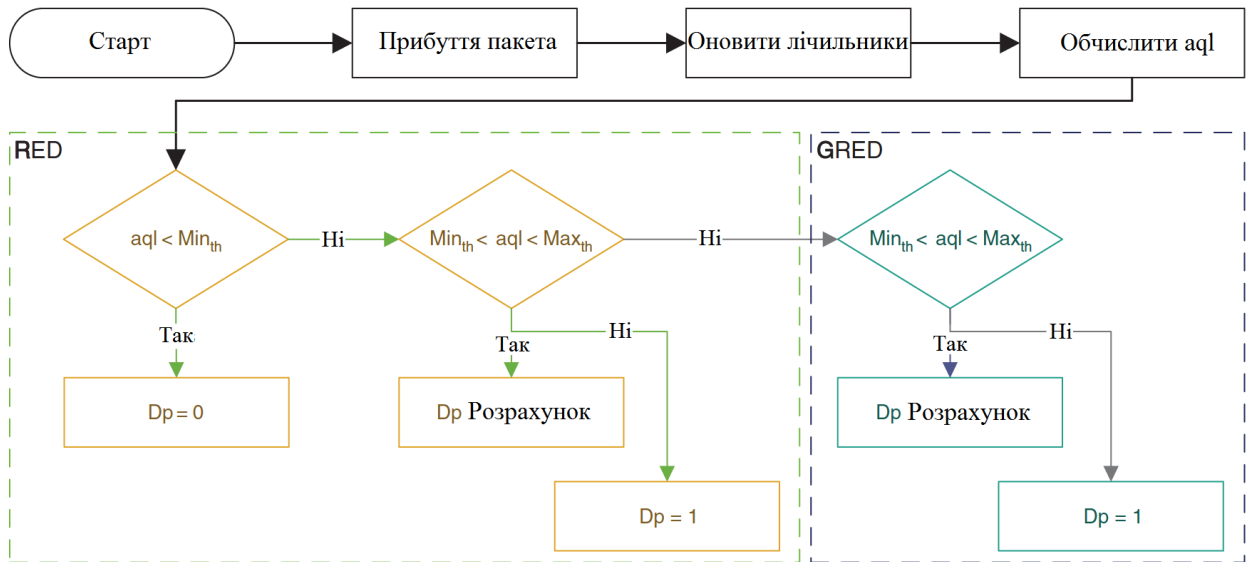 Старт
Прибуття пакета
Оновити лічильники
Обчислити aql
RED
GRED
aql < Minth
Ні
Minth < aql < Maxth
Ні
Minth < aql < Maxth
Так
Так
Ні
Так
Ні
Dp = 0
Dp Розрахунок
Dp Розрахунок
Dp = 1
Dp = 1